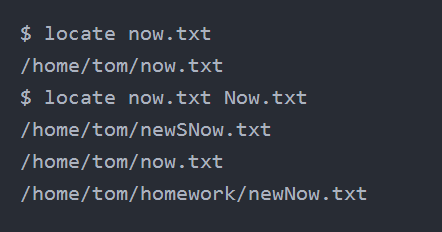 $ locate now.txt
/home/tom/now.txt
$ locate now.txt Now.txt
/home/tom/newSNow.txt
/home/tom/now.txt
/home/tom/homework/newNow.txt